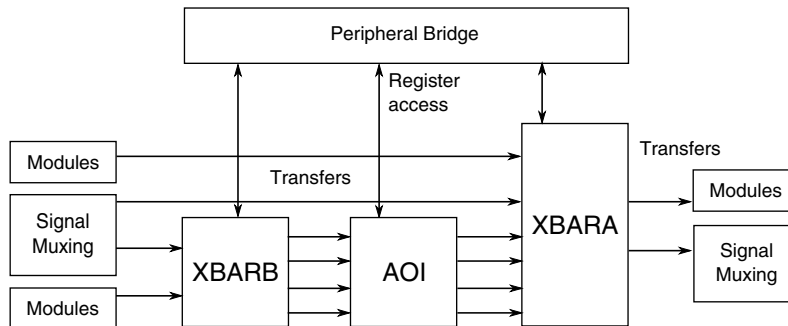 Peripheral Bridge
Register
access
Modules
Transfers
Transfers
Modules
Signal
Muxing
XBARB
AOI
XBARA
Signal
Muxing
Modules